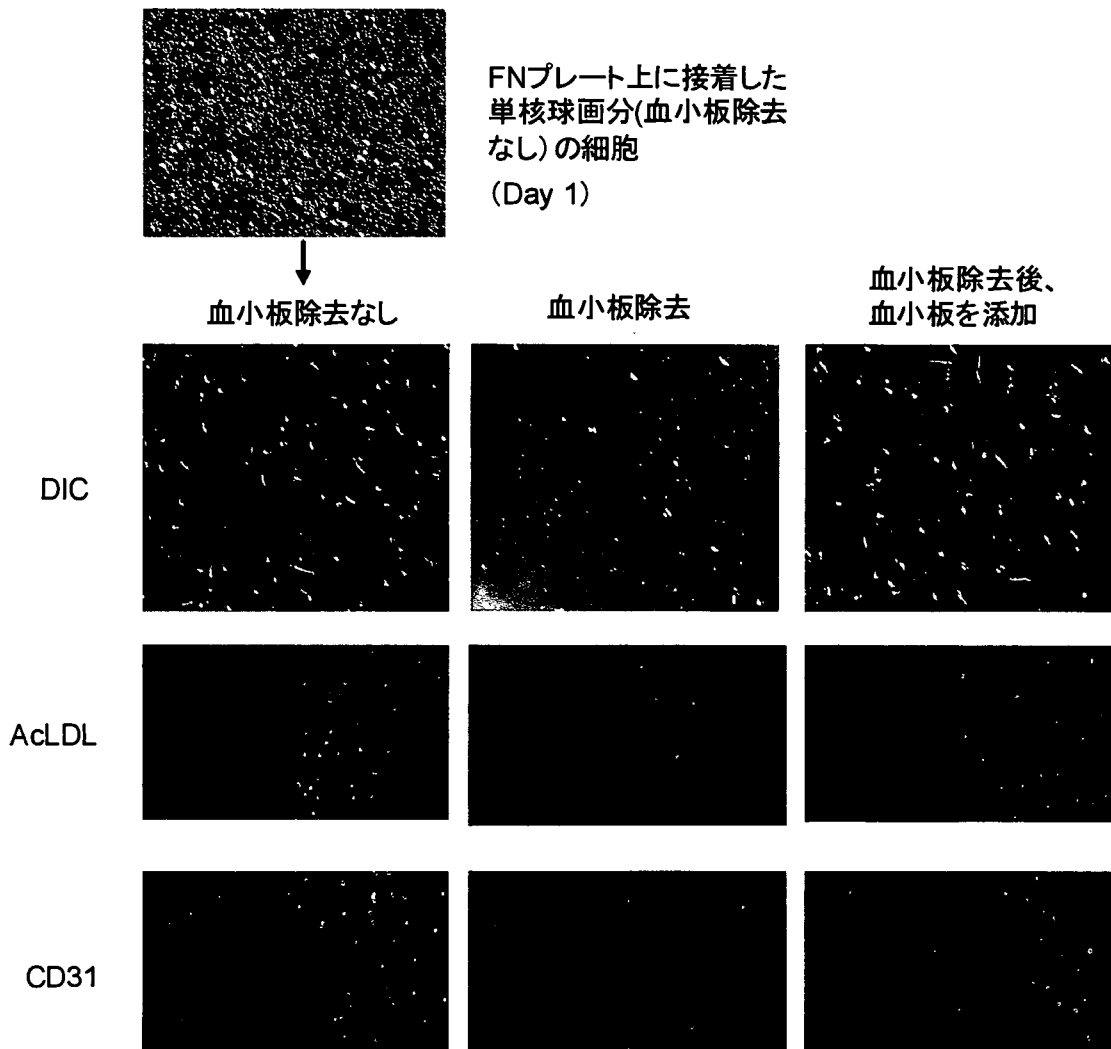 FNプレート上に接着した
単核球画分(血小板除去
なし)の細胞
(Day 1)
血小板除去なし
血小板除去
血小板除去後、
血小板を添加
DIC
AcLDL
CD31